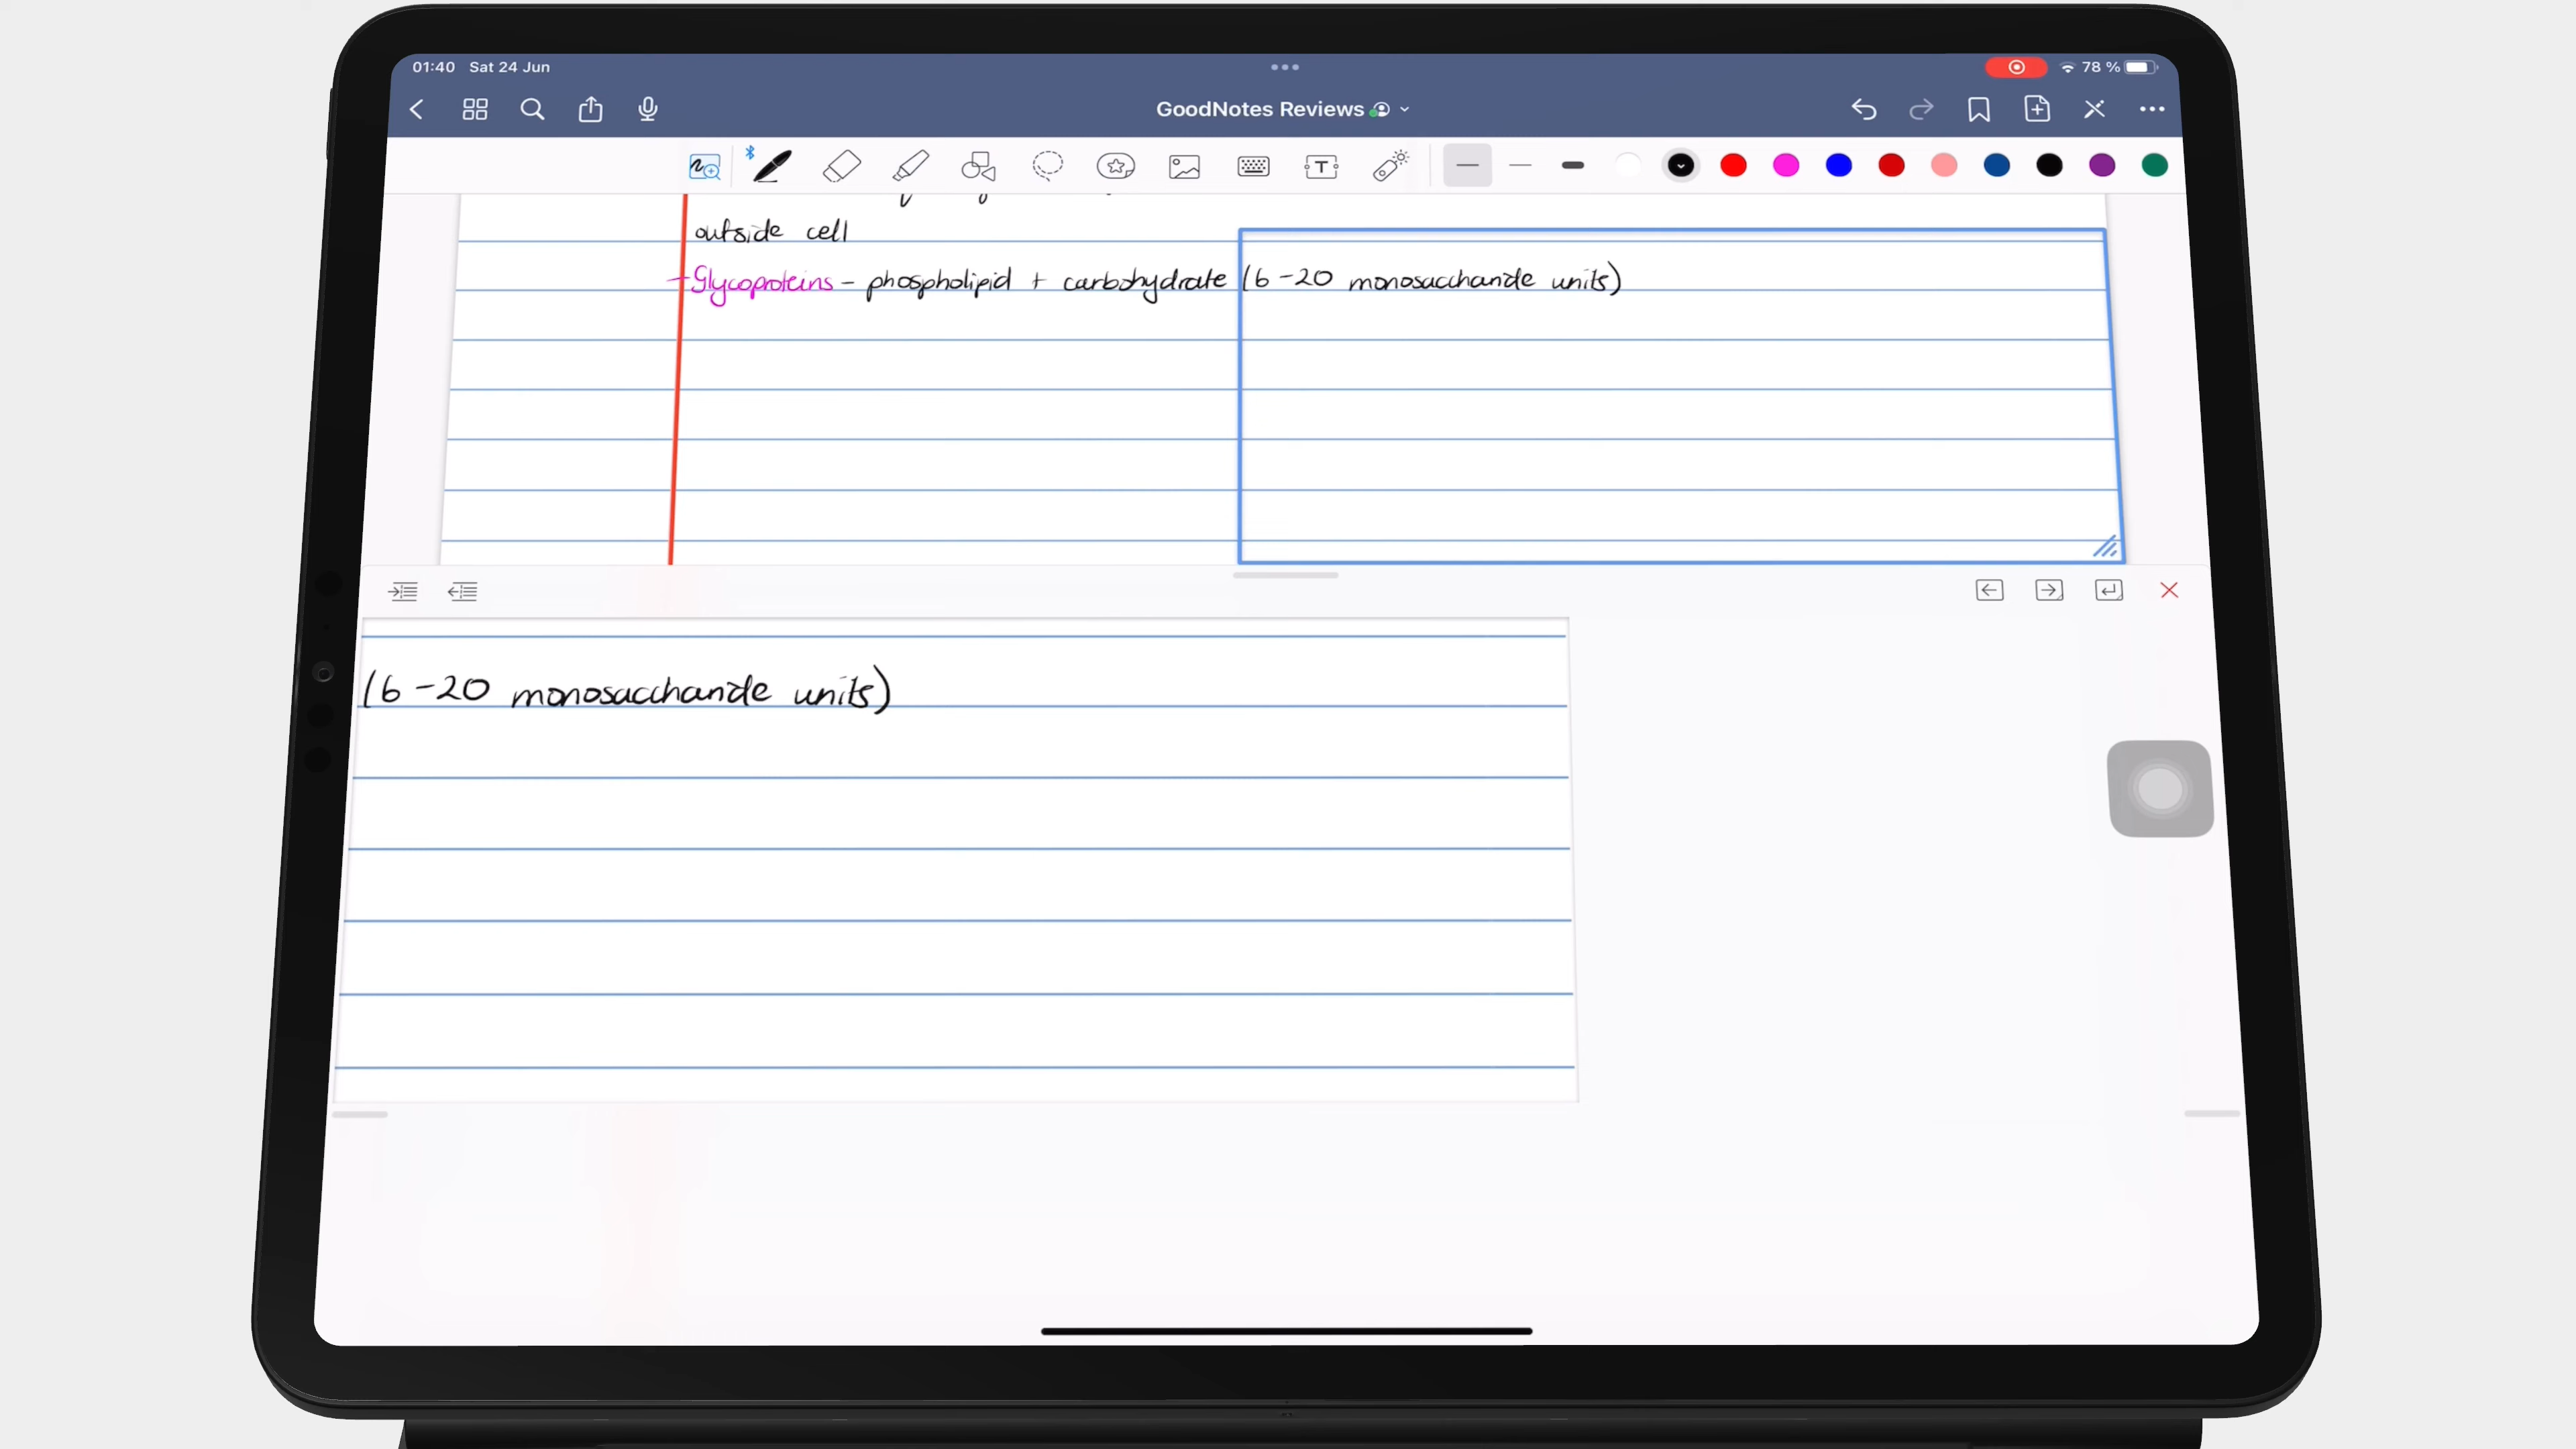 01:40 Sat 24 Jun
78 %
GoodNotes Reviews
T
outside cell
-Glycoproteins - phospholipid + carbohydrate (6-20 monosaccharide units)
(6-20 monosaccharide units)